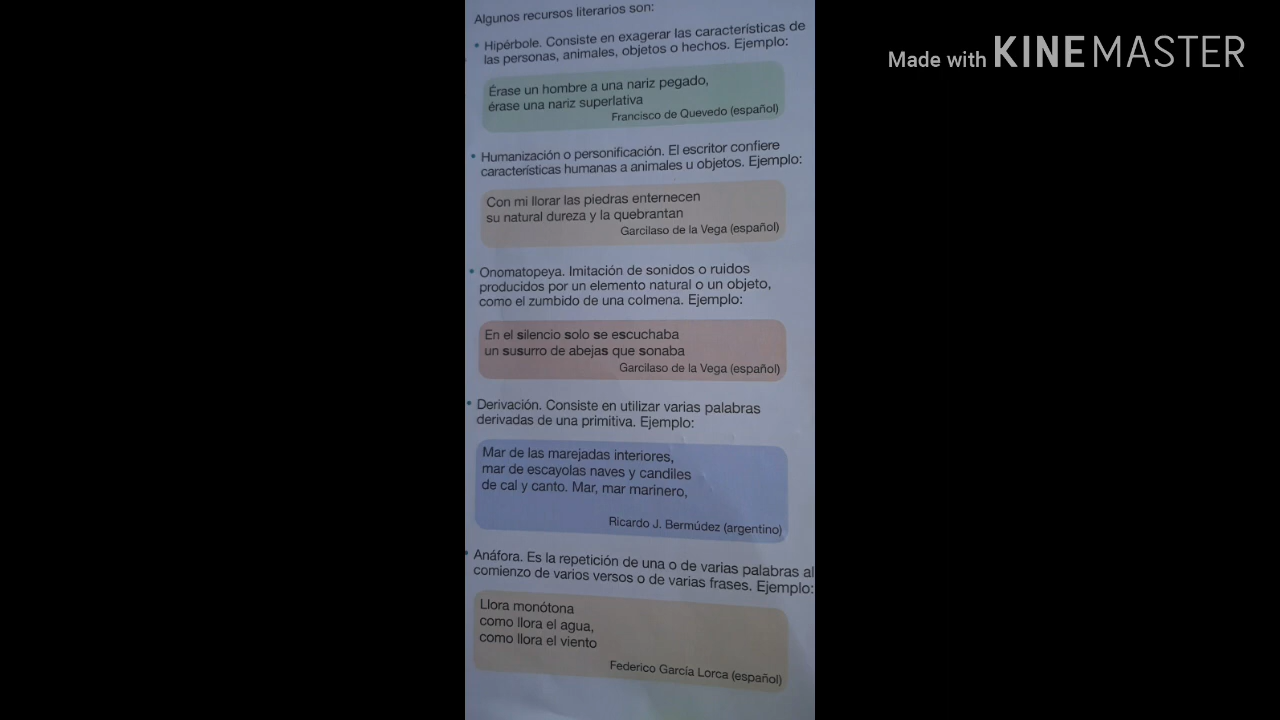 Algunos recursos literarios son:
• Hipérbole. Consiste en exagerar las características de
las personas, animales, objetos o hechos. Ejemplo:
Érase un hombre a una nariz pegado,
érase una nariz superlativa
Francisco de Quevedo (español)
• Humanización o personificación. El escritor confiere
características humanas a animales u objetos. Ejemplo:
Con mi llorar las piedras enternecen
su natural dureza y la quebrantan
Garcilaso de la Vega (español)
• Onomatopeya. Imitación de sonidos o ruidos
producidos por un elemento natural o un objeto,
como el zumbido de una colmena. Ejemplo:
En el silencio solo se escuchaba
un susurro de abejas que sonaba
Garcilaso de la Vega (español)
• Derivación. Consiste en utilizar varias palabras
derivadas de una primitiva. Ejemplo:
Mar de las marejadas interiores,
mar de escayolas naves y candiles
de cal y canto. Mar, mar marinero,
Ricardo J. Bermúdez (argentino)
• Anáfora. Es la repetición de una o de varias palabras al
comienzo de varios versos o de varias frases. Ejemplo:
Llora monótona
como llora el agua,
como llora el viento
Federico García Lorca (español)
Made with KINEMASTER